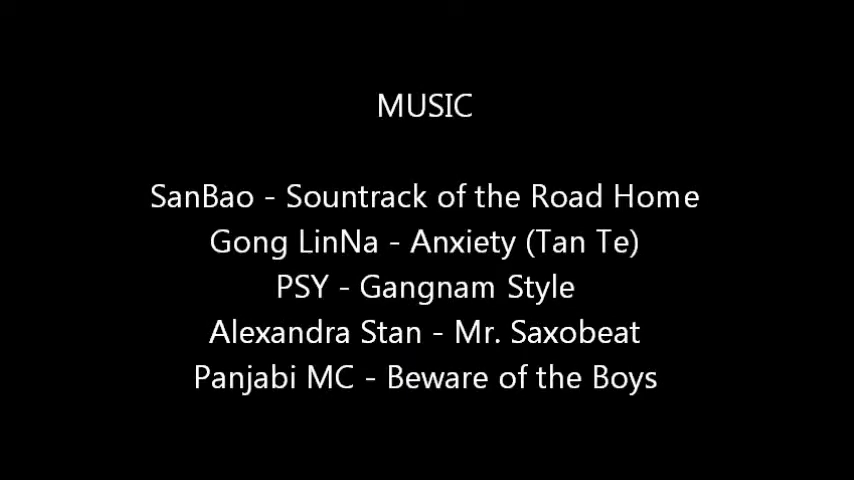 MUSIC
SanBao - Sountrack of the Road Home
Gong LinNa - Anxiety (Tan Te)
PSY - Gangnam Style
Alexandra Stan - Mr. Saxobeat
Panjabi MC - Beware of the Boys